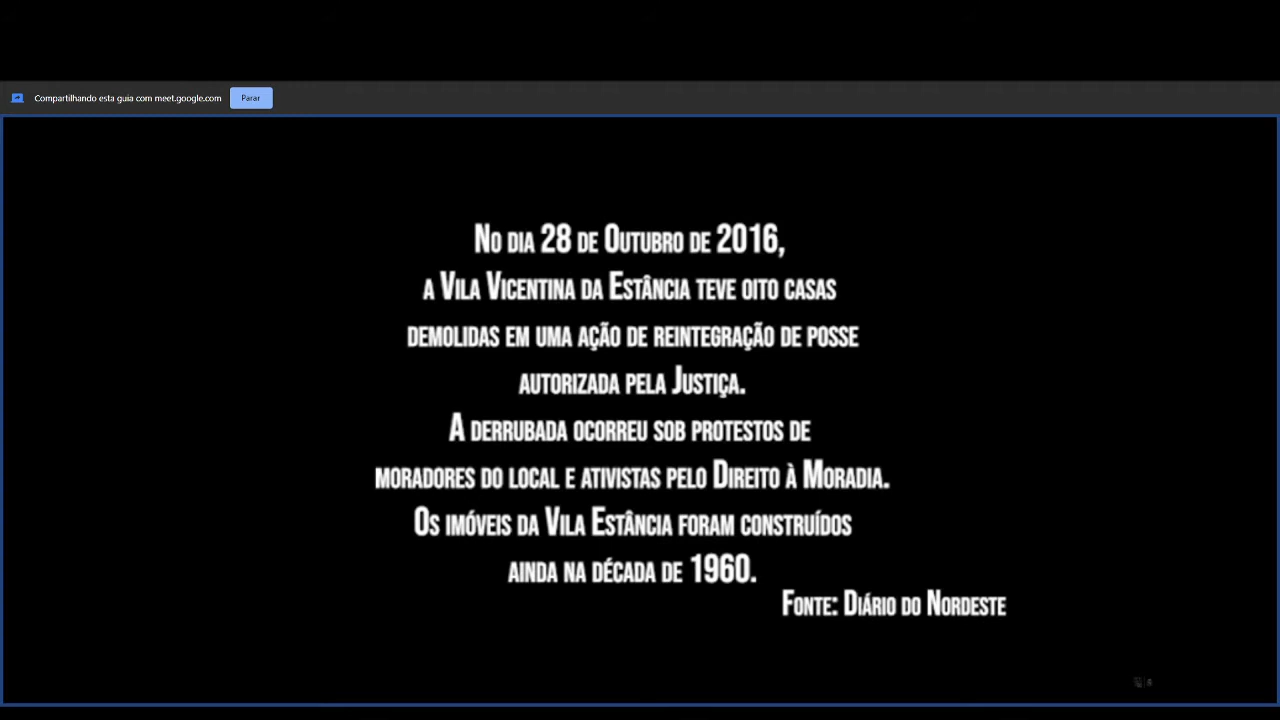 Compartilhando esta guia com meet.google.com Parar
No dia 28 de Outubro de 2016,
a Vila Vicentina da Estância teve oito casas
demolidas em uma ação de reintegração de posse
autorizada pela Justiça.
A derrubada ocorreu sob protestos de
moradores do local e ativistas pelo Direito à Moradia.
Os imóveis da Vila Estância foram construídos
ainda na década de 1960.
Fonte: Diário do Nordeste